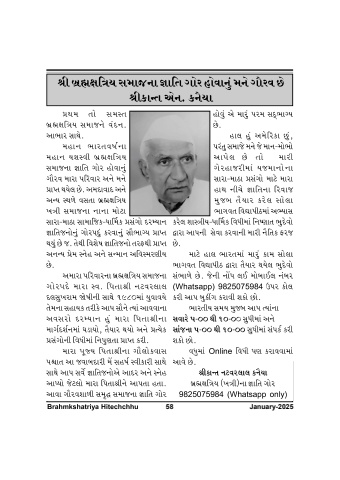 શ્રી બ્રહ્મક્ષત્રિય સમાજના જ્ઞાતિ ગોર હોવાનું મને ગૌરવ છે
શ્રીકાન્ત એન. કનૈયા
પ્રથમ તો સમસ્ત
બ્રહ્મક્ષત્રિય સમાજને વંદન.
આભાર સાથે.
મહાન ભારતવર્ષના
મહાન યશસ્વી બ્રહ્મક્ષત્રિય
સમાજના જ્ઞાતિ ગોર હોવાનું
ગૌરવ મારા પરિવાર અને મને
પ્રાપ્ત થયેલ છે. અમદાવાદ અને
અન્ય સ્થળે વસતા બ્રહ્મક્ષત્રિય
ખત્રી સમાજના નાના મોટા
સારા-માઠા સામાજિક-ધાર્મિક પ્રસંગો દરમ્યાન
જ્ઞાતિજનોનું ગોરપદું કરવાનું સૌભાગ્ય પ્રાપ્ત
થયું છે જ. તેથી વિશેષ જ્ઞાતિજનો તરફથી પ્રાપ્ત
અનન્ય પ્રેમ સ્નેહ અને સન્માન અવિસ્મરણીય
છે.
અમારા પરિવારના બ્રહ્મક્ષત્રિય સમાજના
ગોરપદે મારા સ્વ. પિતાશ્રી નટવરલાલ
દલસુખરામ જોષીની સાથે ૧૯૮૦માં યુવાવયે
તેમના સહાયક તરીકે આપ સૌને ત્યાં આવવાના
અવસરો દરમ્યાન હું મારા પિતાશ્રીના
માર્ગદર્શનમાં ઘડાયો, તૈયાર થયો અને પ્રત્યેક
પ્રસંગોની વિધીમાં નિપુણતા પ્રાપ્ત કરી.
મારા પૂજ્ય પિતાશ્રીના ગૌલોકવાસ
પશ્ચાત આ જવાબદારી મેં સહર્ષ સ્વીકારી સાથે
સાથે આપ સર્વે જ્ઞાતિજનોએ આદર અને સ્નેહ
આપ્યો જેટલો મારા પિતાશ્રીને આપતા હતા.
આવા ગૌરવશાળી સમૃદ્ધ સમાજના જ્ઞાતિ ગોર
હોવું એ મારું પરમ સદ્ભાગ્ય
છે.
હાલ હું અમેરિકા છું,
પરંતુ સમાજે મને જે માન-મોભો
આપેલ છે તો મારી
ગેરહાજરીમાં યજમાનોના
સારા-માઠા પ્રસંગો માટે મારા
હાથ નીચે જ્ઞાતિના રિવાજ
મુજબ તૈયાર કરેલ સોલા
ભાગવત વિદ્યાપીઠમાં અભ્યાસ
કરેલ શાસ્ત્રીય-ધાર્મિક વિધીમાં નિષ્ણાત ભુદેવો
દ્વારા આપની સેવા કરવાની મારી નૈતિક ફરજ
છે.
માટે હાલ ભારતમાં મારું કામ સોલા
ભાગવત વિદ્યાપીઠ દ્વારા તૈયાર થયેલ ભુદેવો
સંભાળે છે. જેની નોંધ લઈ મોબાઈલ નંબર
(Whatsapp) 9825075984 ઉપર કોલ
કરી આપ બુકીંગ કરાવી શકો છો.
ભારતીય સમય મુજબ આપ ત્યાંના
સવારે ૫-૦૦ થી ૧૦-૦૦ સુધીમાં અને
સાંજના ૫-૦૦ થી ૧૦-૦૦ સુધીમાં સંપર્ક કરી
શકો છો.
વધુમાં Online વિધી પણ કરાવવામાં
આવે છે.
શ્રીકાન્ત નટવરલાલ કનૈયા
બ્રહ્મક્ષત્રિય (ખત્રી)ના જ્ઞાતિ ગોર
9825075984 (Whatsapp only)
Brahmkshatriya Hitechchhu 58 January-2025